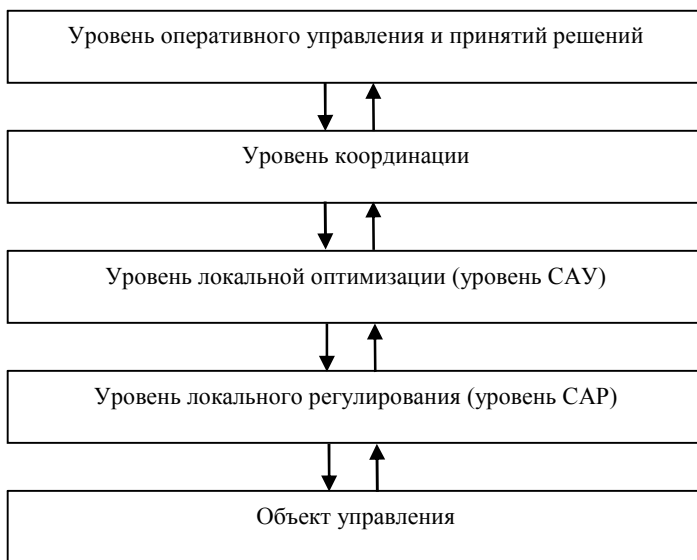 Уровень оперативного управления и принятий решений
Уровень координации
Уровень локальной оптимизации (уровень САУ)
Уровень локального регулирования (уровень САР)
Объект управления